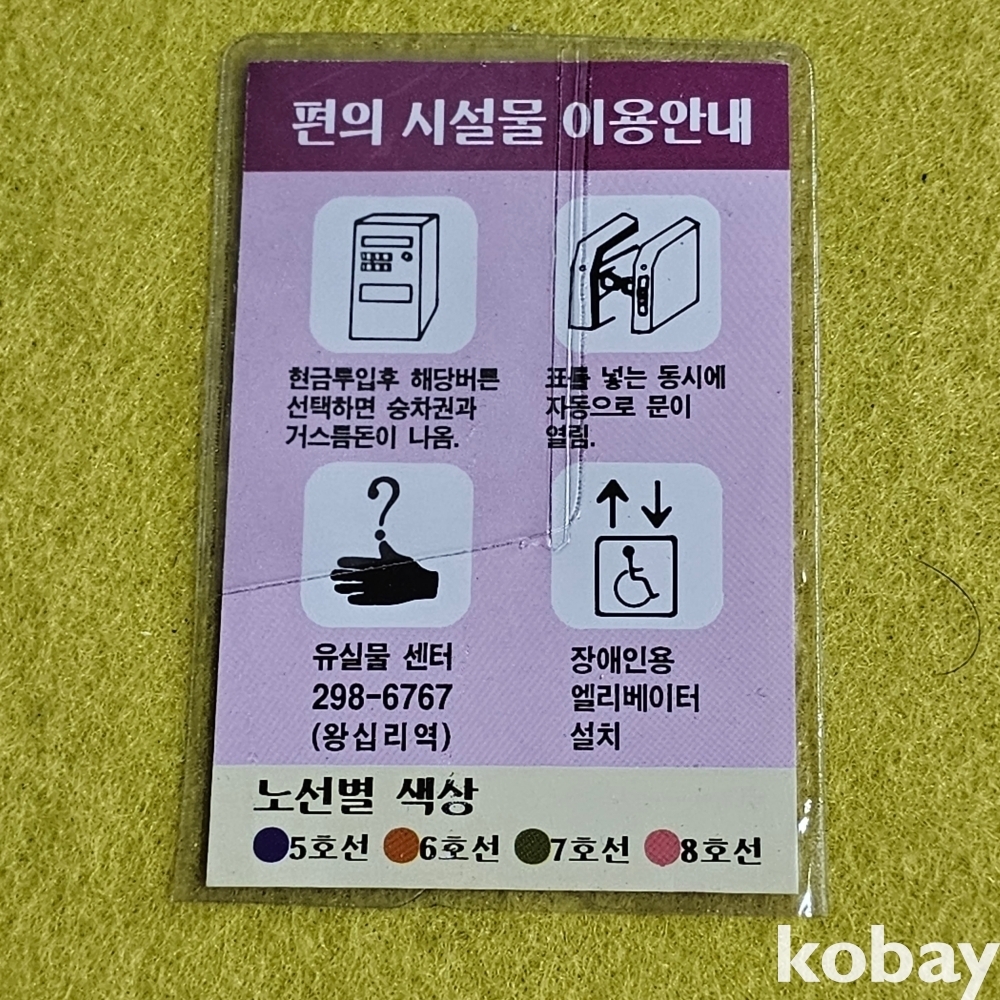 편의 시설물 이용안내
현금투입후 해당버튼
선택하면 승차권과
거스름돈이 나옴.
표를 넣는 동시에
자동으로 문이
열림.
?
유실물 센터
298-6767
(왕십리역)
장애인용
엘리베이터
설치
노선별 색상
5호선 6호선 7호선 8호선
kobay